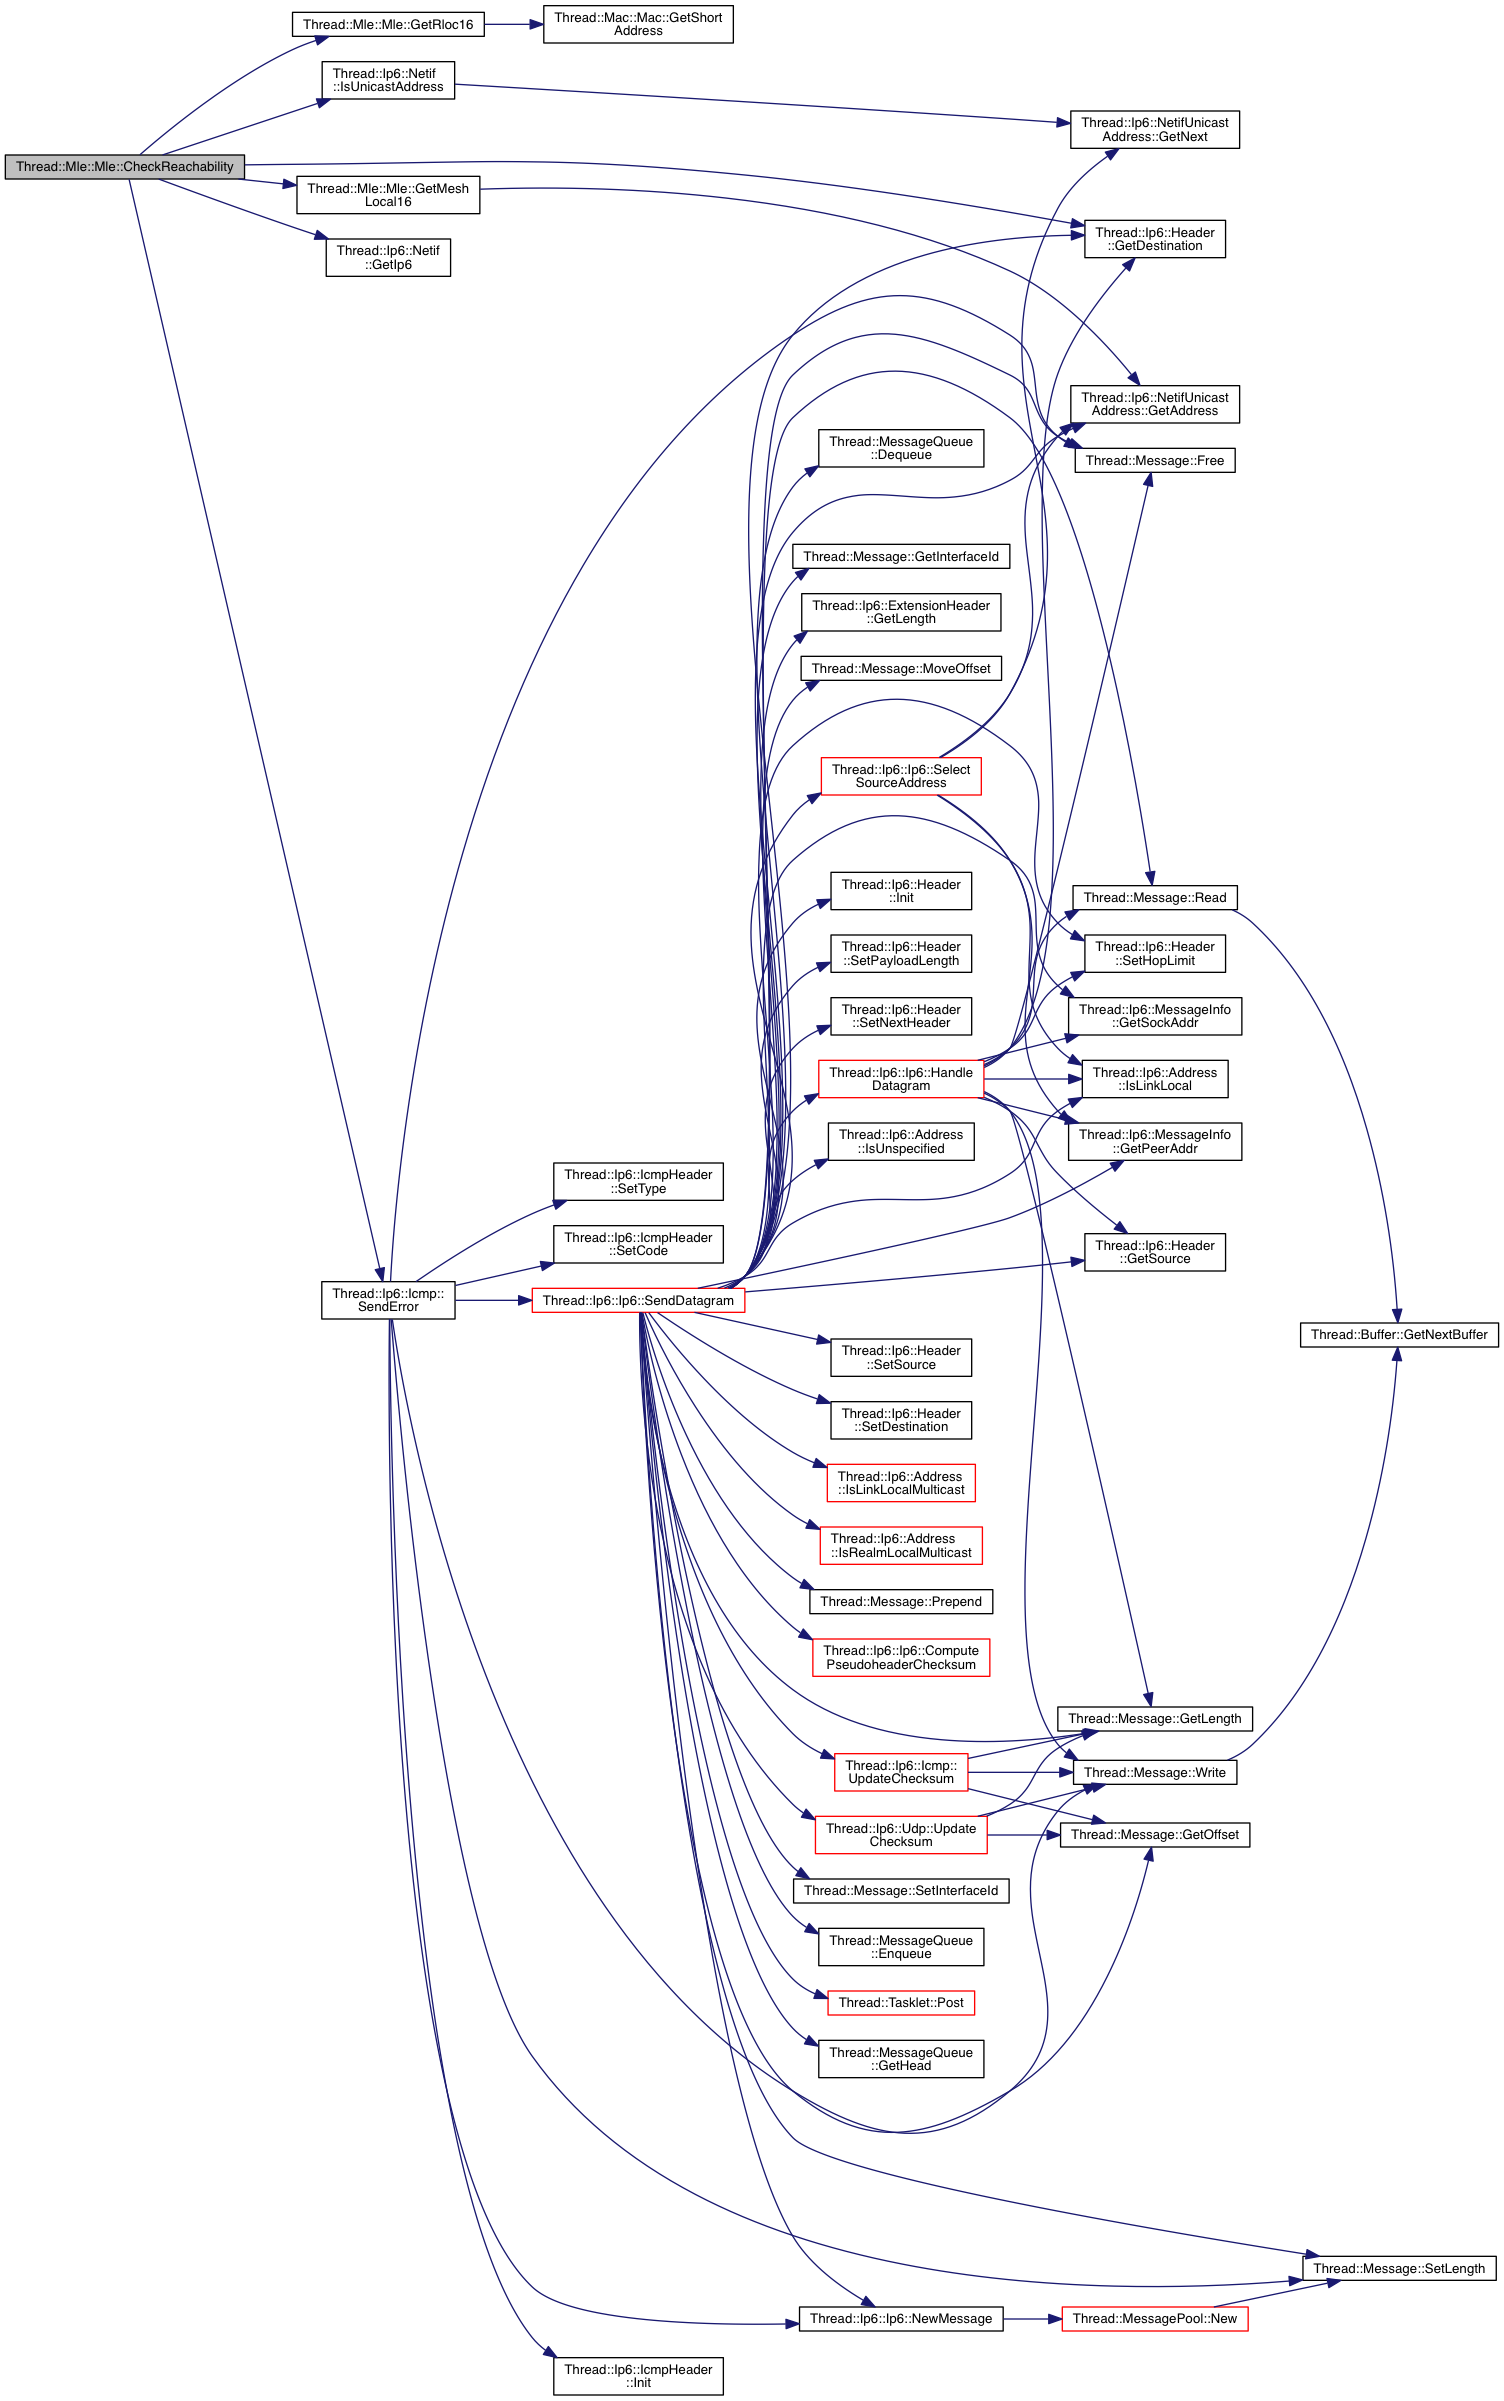 Thread::Mle::Mle::GetRloc16
Thread::Mac::Mac::GetShort
Address
Thread::Ip6::Netif
::IsUnicastAddress
Thread::Ip6::NetifUnicast
Address::GetNext
Thread::Mle::Mle::CheckReachability
Thread::Mle::Mle::GetMesh
Local16
Thread::Ip6::Header
::GetDestination
Thread::Ip6::Netif
::GetIp6
Thread::Ip6::NetifUnicast
Address::GetAddress
Thread::MessageQueue
::Dequeue
Thread::Message::Free
Thread::Message::GetInterfaceId
Thread::Ip6::ExtensionHeader
::GetLength
Thread::Message::MoveOffset
Thread::Ip6::Ip6::Select
SourceAddress
Thread::Ip6::Header
::Init
Thread::Message::Read
Thread::Ip6::Header
::SetPayloadLength
Thread::Ip6::Header
::SetHopLimit
Thread::Ip6::Header
::SetNextHeader
Thread::Ip6::MessageInfo
::GetSockAddr
Thread::Ip6::Ip6::Handle
Datagram
Thread::Ip6::Address
::IsLinkLocal
Thread::Ip6::Address
::IsUnspecified
Thread::Ip6::MessageInfo
::GetPeerAddr
Thread::Ip6::IcmpHeader
::SetType
Thread::Ip6::IcmpHeader
::SetCode
Thread::Ip6::Header
::GetSource
Thread::Ip6::Icmp::
SendError
Thread::Ip6::Ip6::SendDatagram
Thread::Buffer::GetNextBuffer
Thread::Ip6::Header
::SetSource
Thread::Ip6::Header
::SetDestination
Thread::Ip6::Address
::IsLinkLocalMulticast
Thread::Ip6::Address
::IsRealmLocalMulticast
Thread::Message::Prepend
Thread::Ip6::Ip6::Compute
PseudoheaderChecksum
Thread::Message::GetLength
Thread::Ip6::Icmp::
UpdateChecksum
Thread::Message::Write
Thread::Ip6::Udp::Update
Checksum
Thread::Message::GetOffset
Thread::Message::SetInterfaceId
Thread::MessageQueue
::Enqueue
Thread::Tasklet::Post
Thread::MessageQueue
::GetHead
Thread::Message::SetLength
Thread::Ip6::Ip6::NewMessage
Thread::MessagePool::New
Thread::Ip6::IcmpHeader
::Init